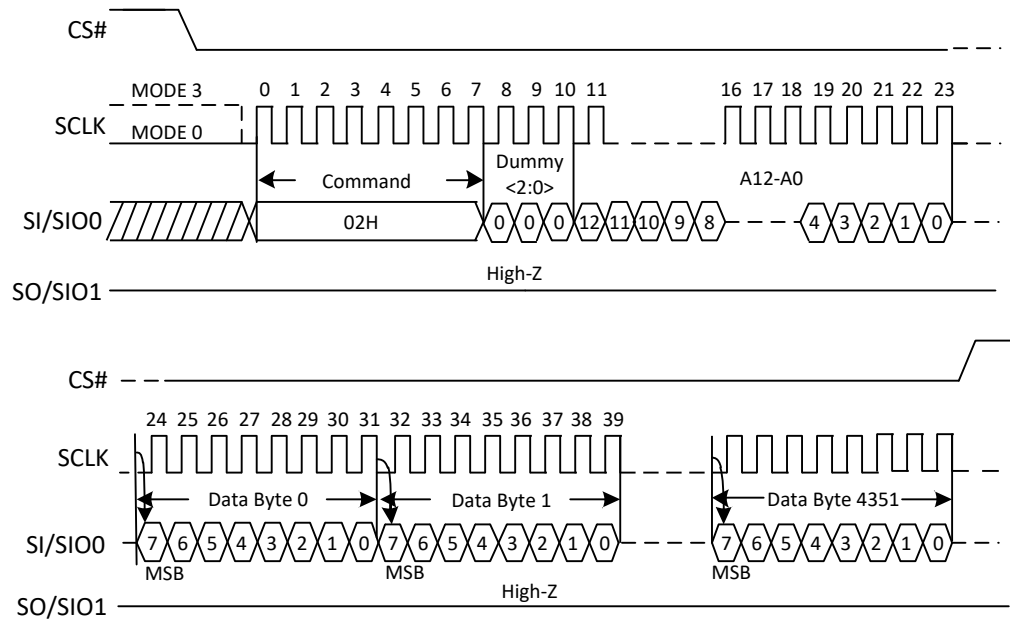 CS#
MODE 3
0 1 2 3 4 5 6 7 8 9 10 11 16 17 18 19 20 21 22 23
SCLK
MODE 0
Dummy
<2:0>
Command
A12-A0
SI/SIO0
02H
0 0 0 12 11 10 9 8 4 3 2 1 0
High-Z
SO/SIO1
CS#
24 25 26 27 28 29 30 31 32 33 34 35 36 37 38 39
SCLK
Data Byte 0
Data Byte 1
Data Byte 4351
SI/SIO0
7 6 5 4 3 2 1 0 7 6 5 4 3 2 1 0 7 6 5 4 3 2 1 0
MSB
MSB
MSB
High-Z
SO/SIO1